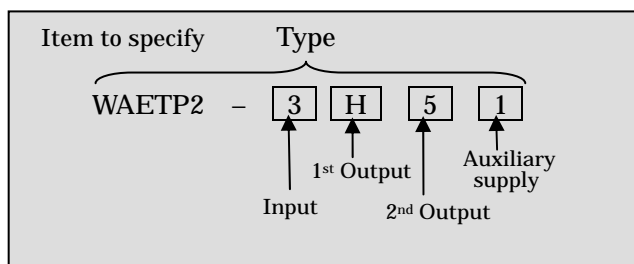 Item to specify Type
WAETP2 – 3 H 5 1
1st Output
Auxiliary
supply
Input
2nd Output